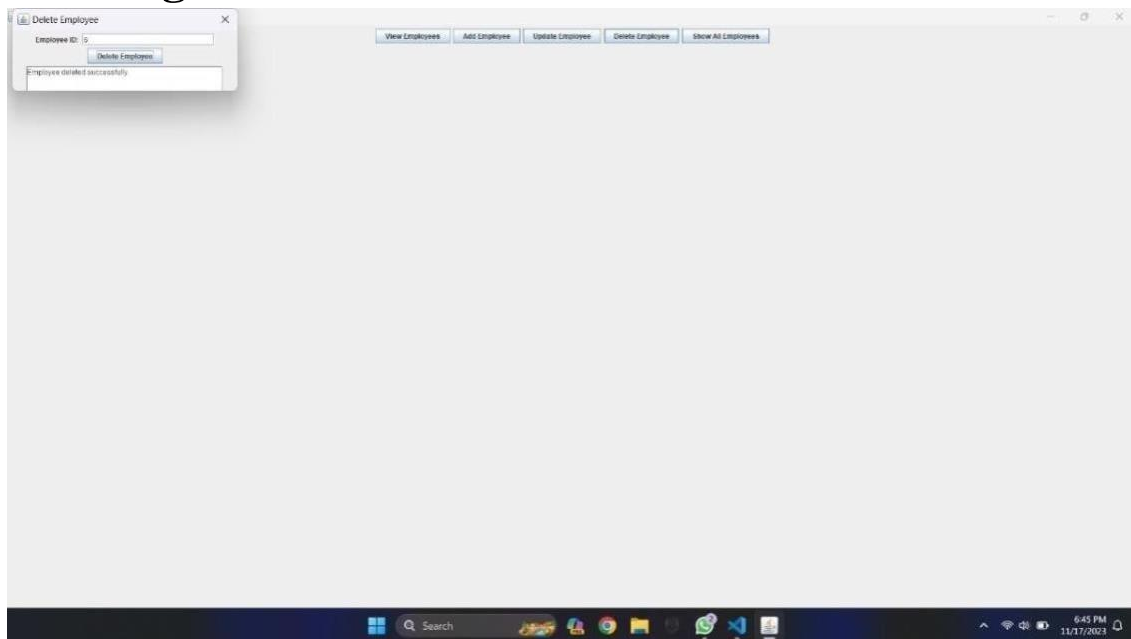 Delete Employee
View Employees Add Employee Update Employee Delete Employee Show All Employees
Employee ID:
Delete Employee
Employee deleted successfully.
Search
6:45 PM
11/17/2023